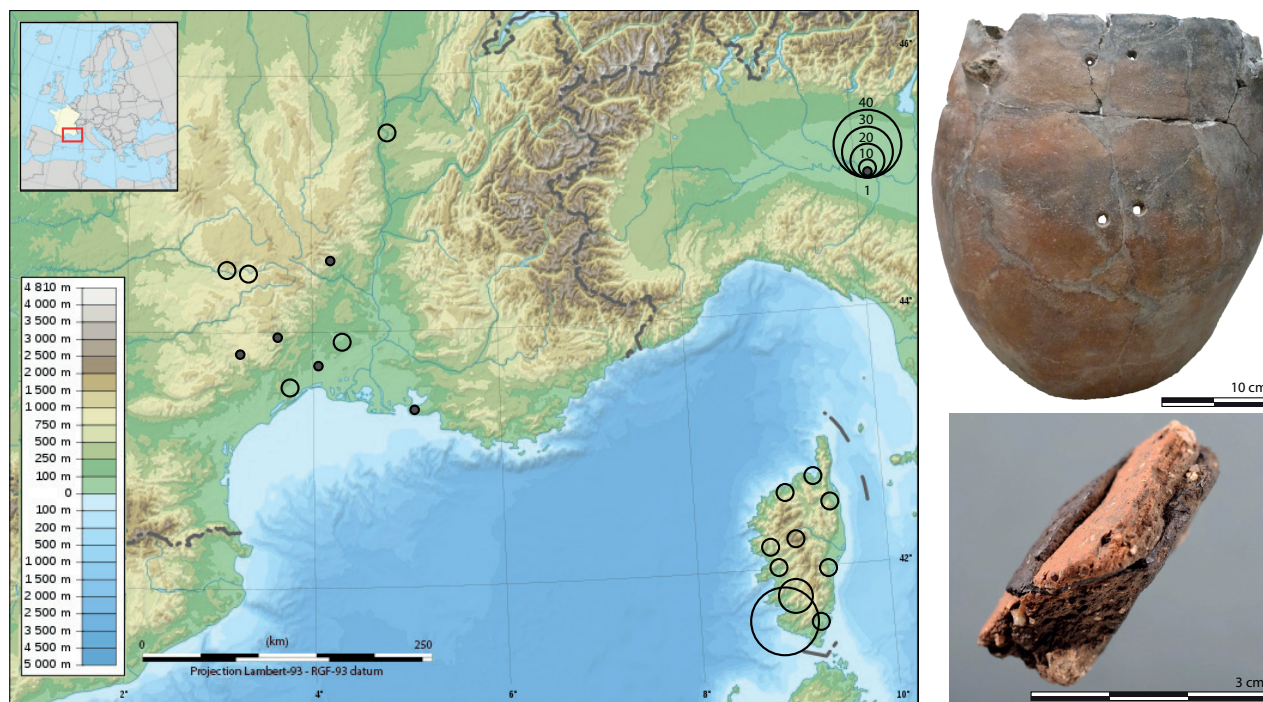 46°
40
30
20
10
1
4 810 m
4 000 m
3 500 m
3 000 m
2 500 m
2 000 m
1 500 m
1 000 m
750 m
500 m
250 m
100 m
0
100 m
200 m
500 m
1 000 m
1 500 m
2 000 m
2 500 m
3 000 m
3 500 m
4 500 m
5 000 m
44°
42°
0 (km) 250
Projection Lambert-93 - RGF-93 datum
2° 4° 6° 8° 10°
10 cm
3 cm